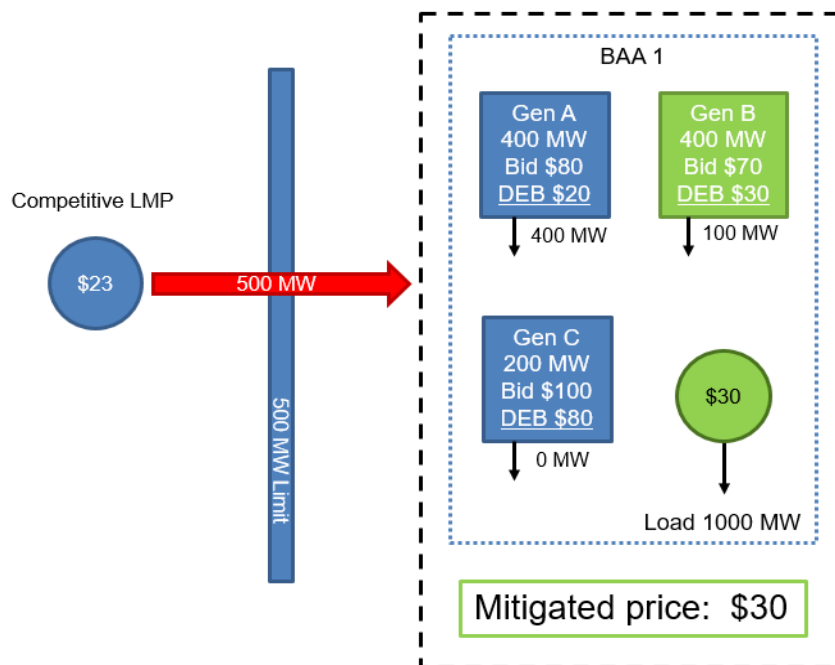 BAA 1
Gen A
400 MW
Bid $80
DEB $20
400 MW
Gen B
400 MW
Bid $70
DEB $30
100 MW
Competitive LMP
$23
500 MW
500 MW Limit
Gen C
200 MW
Bid $100
DEB $80
0 MW
$30
Load 1000 MW
Mitigated price: $30